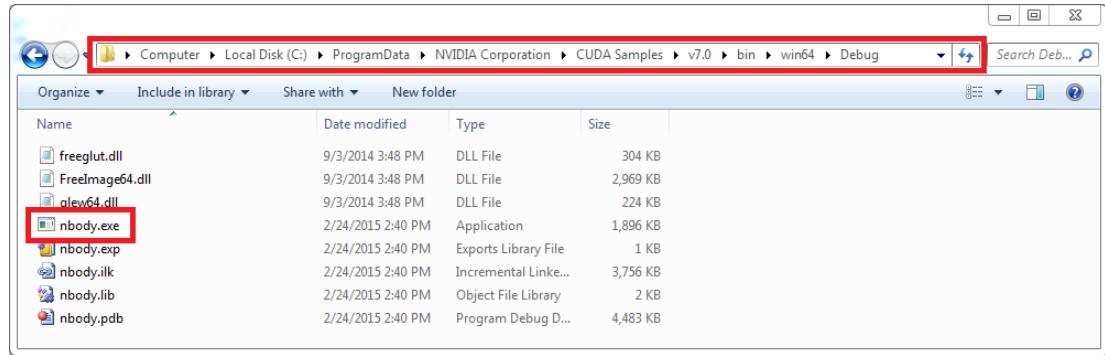 Computer ▸ Local Disk (C:) ▸ ProgramData ▸ NVIDIA Corporation ▸ CUDA Samples ▸ v7.0 ▸ bin ▸ win64 ▸ Debug Search Deb...
Organize Include in library Share with New folder
Name Date modified Type Size
freeglut.dll 9/3/2014 3:48 PM DLL File 304 KB
FreeImage64.dll 9/3/2014 3:48 PM DLL File 2,969 KB
glew64.dll 9/3/2014 3:48 PM DLL File 224 KB
nbody.exe 2/24/2015 2:40 PM Application 1,896 KB
nbody.exp 2/24/2015 2:40 PM Exports Library File 1 KB
nbody.ilk 2/24/2015 2:40 PM Incremental Linke... 3,756 KB
nbody.lib 2/24/2015 2:40 PM Object File Library 2 KB
nbody.pdb 2/24/2015 2:40 PM Program Debug D... 4,483 KB